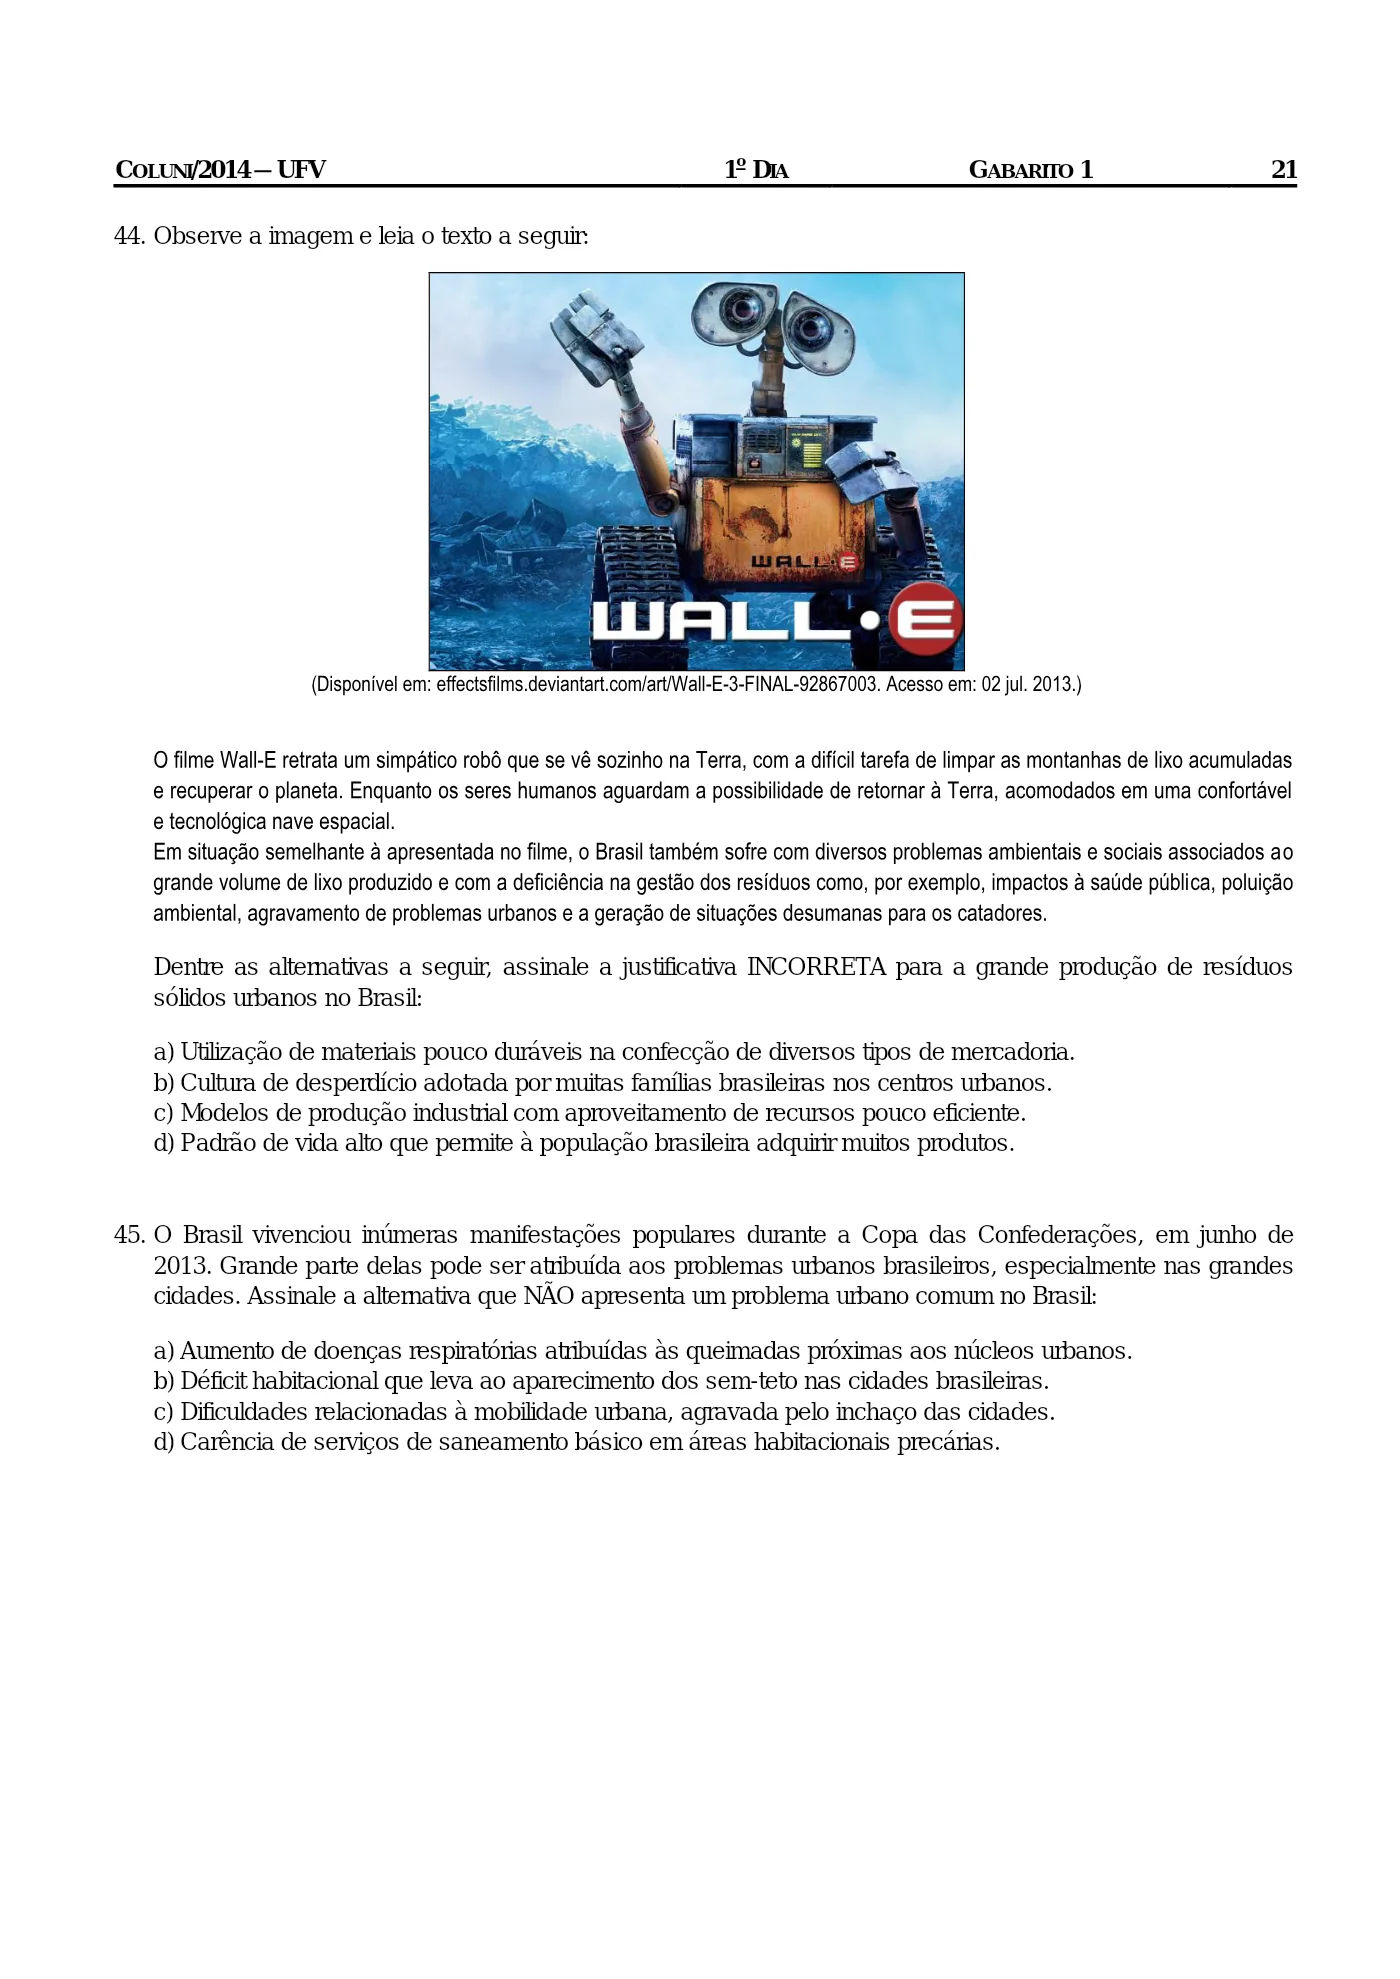 COLUNI/2014 — UFV 1º DIA GABARITO 1 21
44. Observe a imagem e leia o texto a seguir:
WALL•E
WALL•E
(Disponível em: effectsfilms.deviantart.com/art/Wall-E-3-FINAL-92867003. Acesso em: 02 jul. 2013.)
O filme Wall-E retrata um simpático robô que se vê sozinho na Terra, com a difícil tarefa de limpar as montanhas de lixo acumuladas
e recuperar o planeta. Enquanto os seres humanos aguardam a possibilidade de retornar à Terra, acomodados em uma confortável
e tecnológica nave espacial.
Em situação semelhante à apresentada no filme, o Brasil também sofre com diversos problemas ambientais e sociais associados ao
grande volume de lixo produzido e com a deficiência na gestão dos resíduos como, por exemplo, impactos à saúde pública, poluição
ambiental, agravamento de problemas urbanos e a geração de situações desumanas para os catadores.
Dentre as alternativas a seguir, assinale a justificativa INCORRETA para a grande produção de resíduos
sólidos urbanos no Brasil:
a) Utilização de materiais pouco duráveis na confecção de diversos tipos de mercadoria.
b) Cultura de desperdício adotada por muitas famílias brasileiras nos centros urbanos.
c) Modelos de produção industrial com aproveitamento de recursos pouco eficiente.
d) Padrão de vida alto que permite à população brasileira adquirir muitos produtos.
45. O Brasil vivenciou inúmeras manifestações populares durante a Copa das Confederações, em junho de
2013. Grande parte delas pode ser atribuída aos problemas urbanos brasileiros, especialmente nas grandes
cidades. Assinale a alternativa que NÃO apresenta um problema urbano comum no Brasil:
a) Aumento de doenças respiratórias atribuídas às queimadas próximas aos núcleos urbanos.
b) Déficit habitacional que leva ao aparecimento dos sem-teto nas cidades brasileiras.
c) Dificuldades relacionadas à mobilidade urbana, agravada pelo inchaço das cidades.
d) Carência de serviços de saneamento básico em áreas habitacionais precárias.